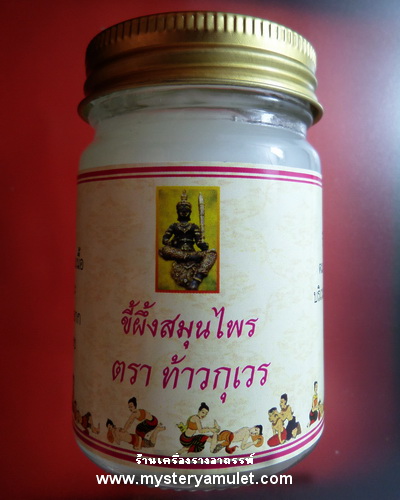 ขี้ผึ้งสมุนไพร
ตรา ท้าวกุเวร
ร้านเครื่องรางอาถรรพ์
www.mysteryamulet.com